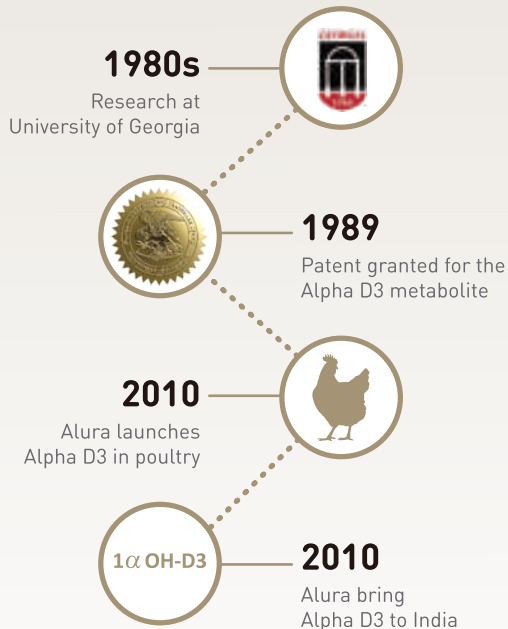 1980s
Research at
University of Georgia
1989
Patent granted for the
Alpha D3 metabolite
2010
Alura launches
Alpha D3 in poultry
1α OH-D3
2010
Alura bring
Alpha D3 to India